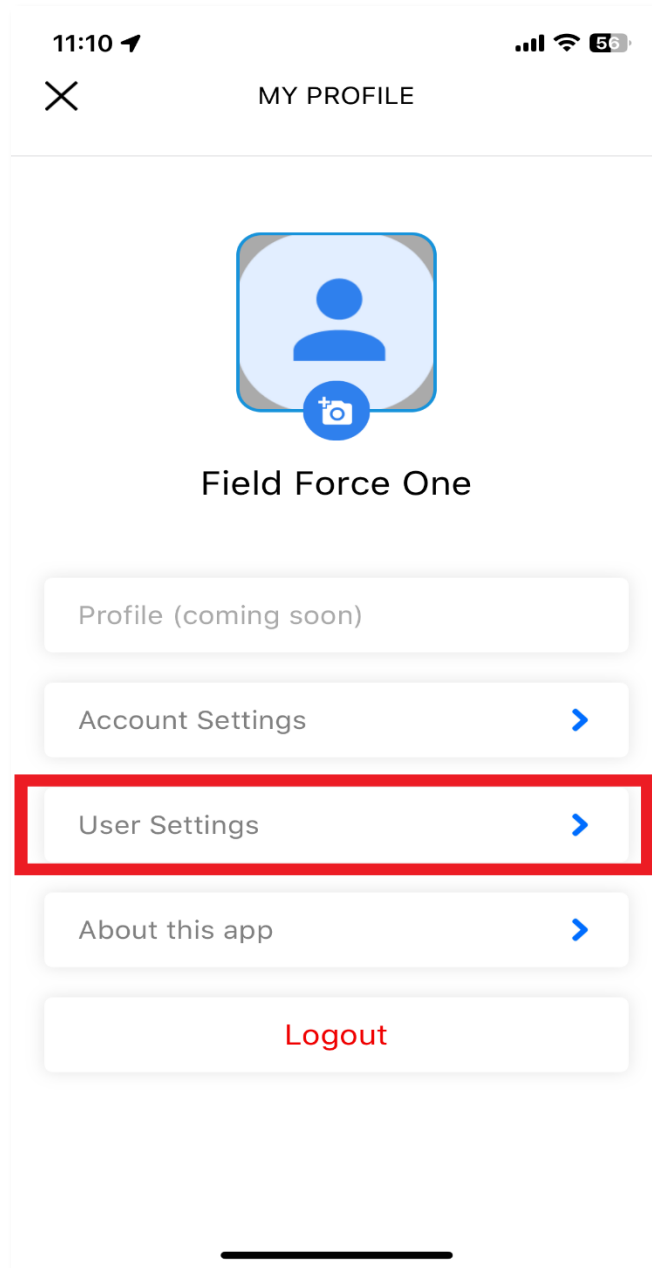 11:10
56
MY PROFILE
Field Force One
Profile (coming soon)
Account Settings
User Settings
About this app
Logout